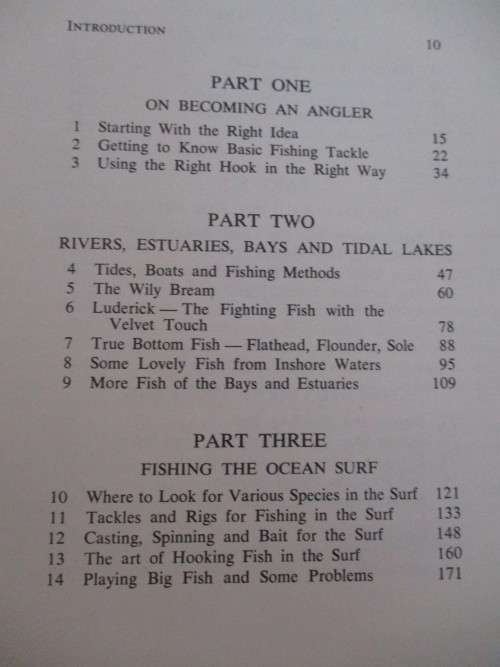 INTRODUCTION 10
PART ONE
ON BECOMING AN ANGLER
1 Starting With the Right Idea 15
2 Getting to Know Basic Fishing Tackle 22
3 Using the Right Hook in the Right Way 34
PART TWO
RIVERS, ESTUARIES, BAYS AND TIDAL LAKES
4 Tides, Boats and Fishing Methods 47
5 The Wily Bream 60
6 Luderick — The Fighting Fish with the
Velvet Touch 78
7 True Bottom Fish — Flathead, Flounder, Sole 88
8 Some Lovely Fish from Inshore Waters 95
9 More Fish of the Bays and Estuaries 109
PART THREE
FISHING THE OCEAN SURF
10 Where to Look for Various Species in the Surf 121
11 Tackles and Rigs for Fishing in the Surf 133
12 Casting, Spinning and Bait for the Surf 148
13 The art of Hooking Fish in the Surf 160
14 Playing Big Fish and Some Problems 171